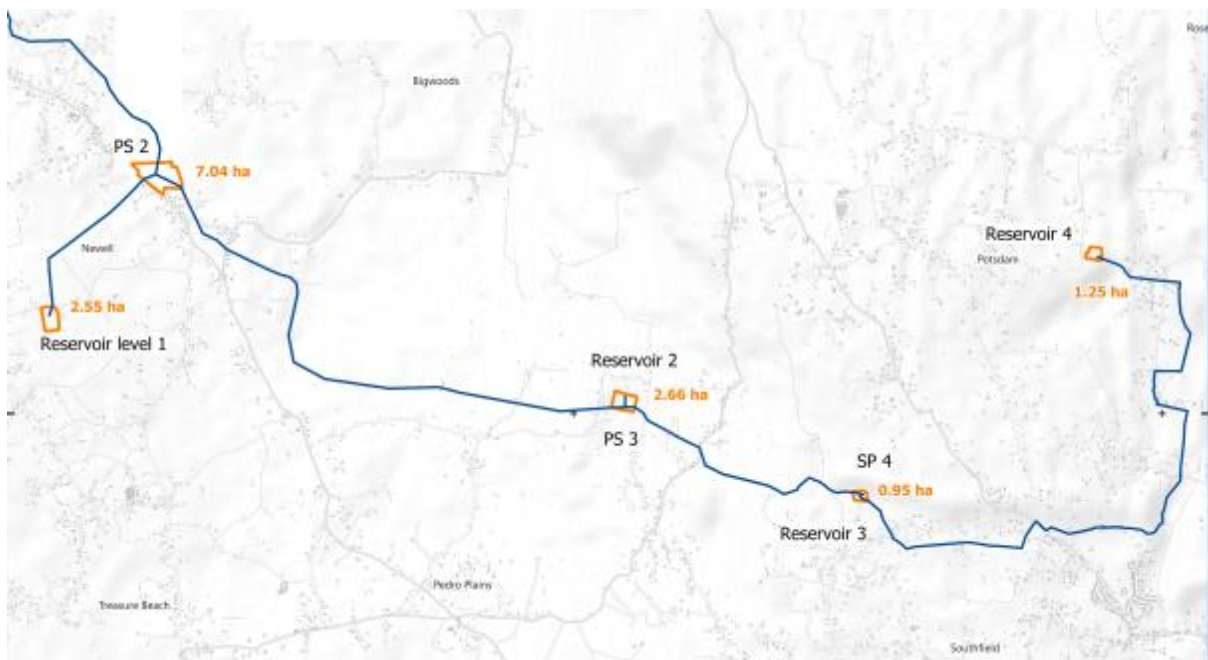 Rose
Bigwoods
PS 2
7.04 ha
Reservoir 4
Newell
Potsdam
1.25 ha
2.55 ha
Reservoir level 1
Reservoir 2
2.66 ha
PS 3
SP 4
0.95 ha
Reservoir 3
Pedro Plains
Treasure Beach
Southfield